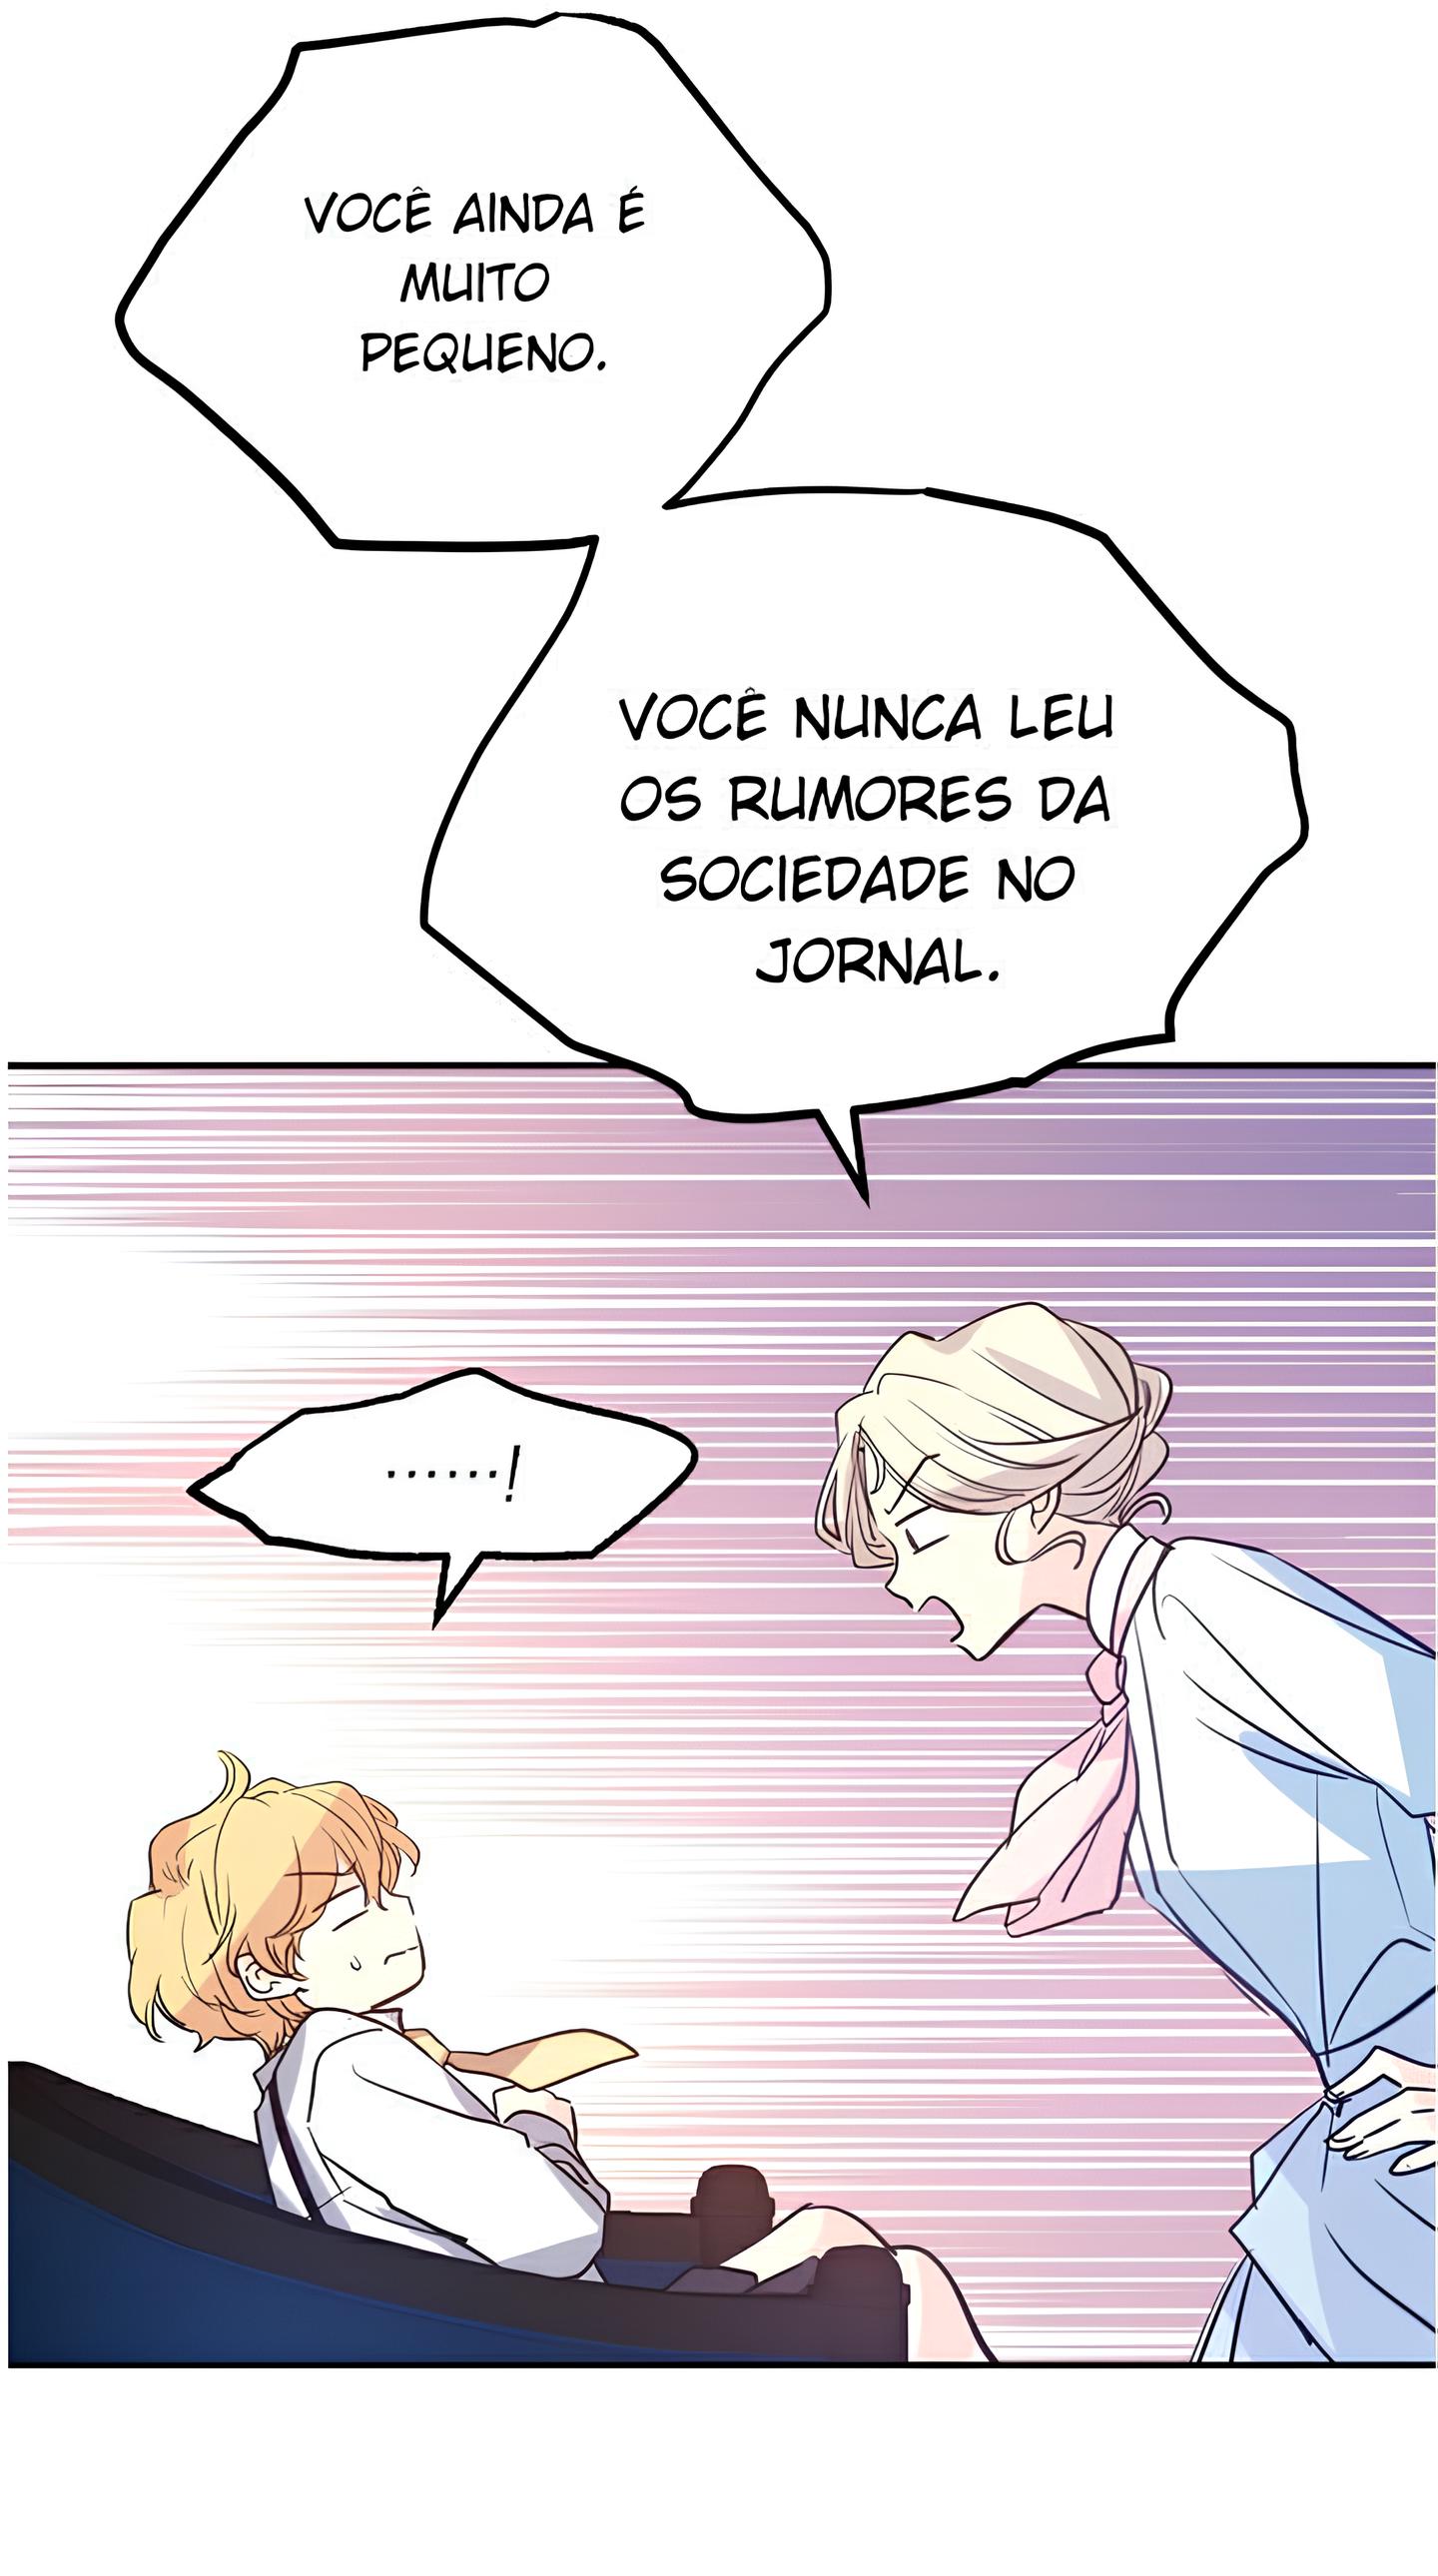 VOCÊ AINDA É
MUITO
PEQUENO.
VOCÊ NUNCA LEU
OS RUMORES DA
SOCIEDADE NO
JORNAL.
......!